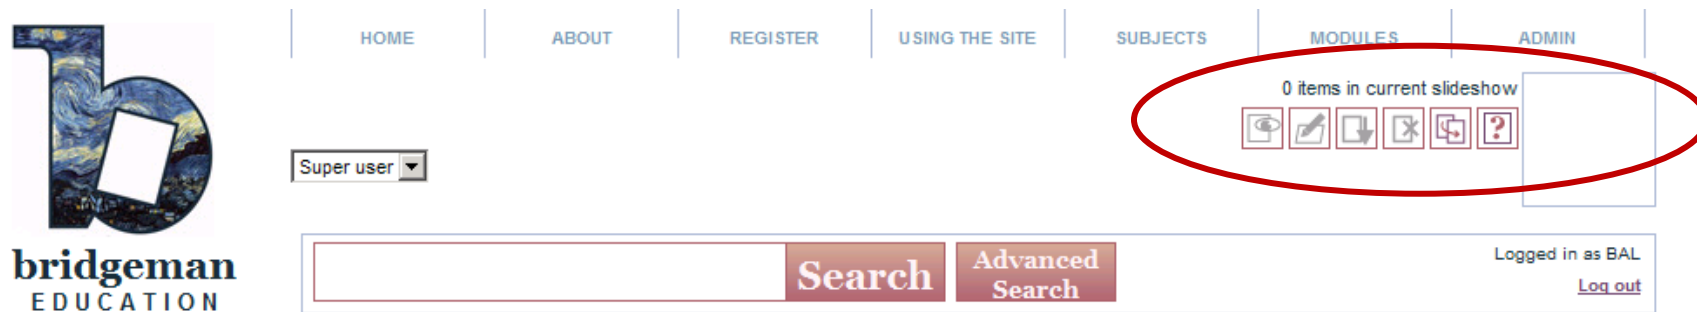 HOME ABOUT REGISTER USING THE SITE SUBJECTS MODULES ADMIN
0 items in current slideshow
?
Super user
b
bridgeman
EDUCATION
Search
Advanced
Search
Logged in as BAL
Log out